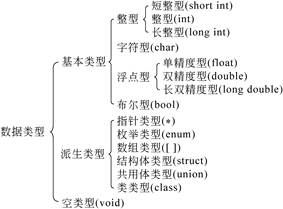 短整型(short int)
整型
整型(int)
长整型(long int)
基本类型
字符型(char)
单精度型(float)
浮点型
双精度型(double)
长双精度型(long double)
布尔型(bool)
数据类型
指针类型(*)
枚举类型(enum)
数组类型([ ])
派生类型
结构体类型(struct)
共用体类型(union)
类类型(class)
空类型(void)